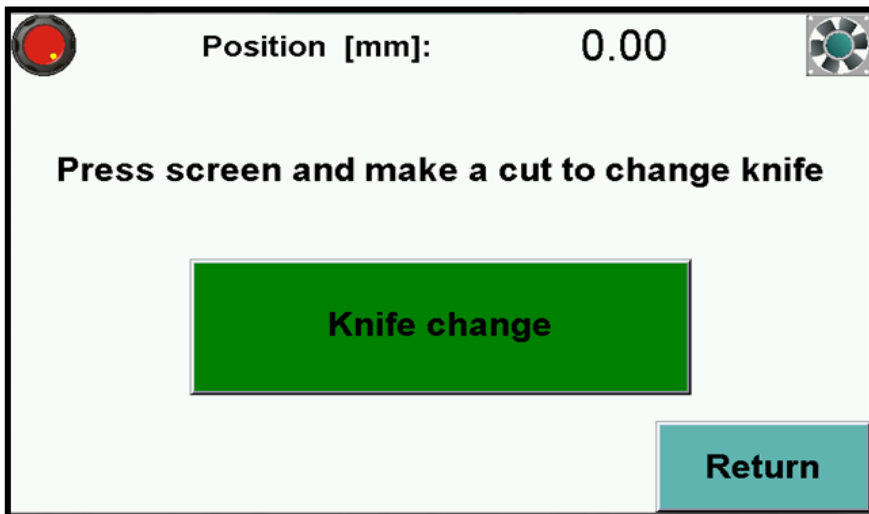 Position [mm]: 0.00
Press screen and make a cut to change knife
Knife change
Return